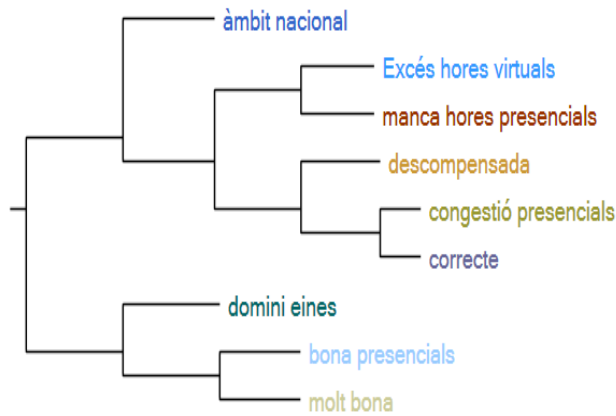 àmbit nacional
Excés hores virtuals
manca hores presencials
descompensada
congestió presencials
correcte
domini eines
bona presencials
molt bona